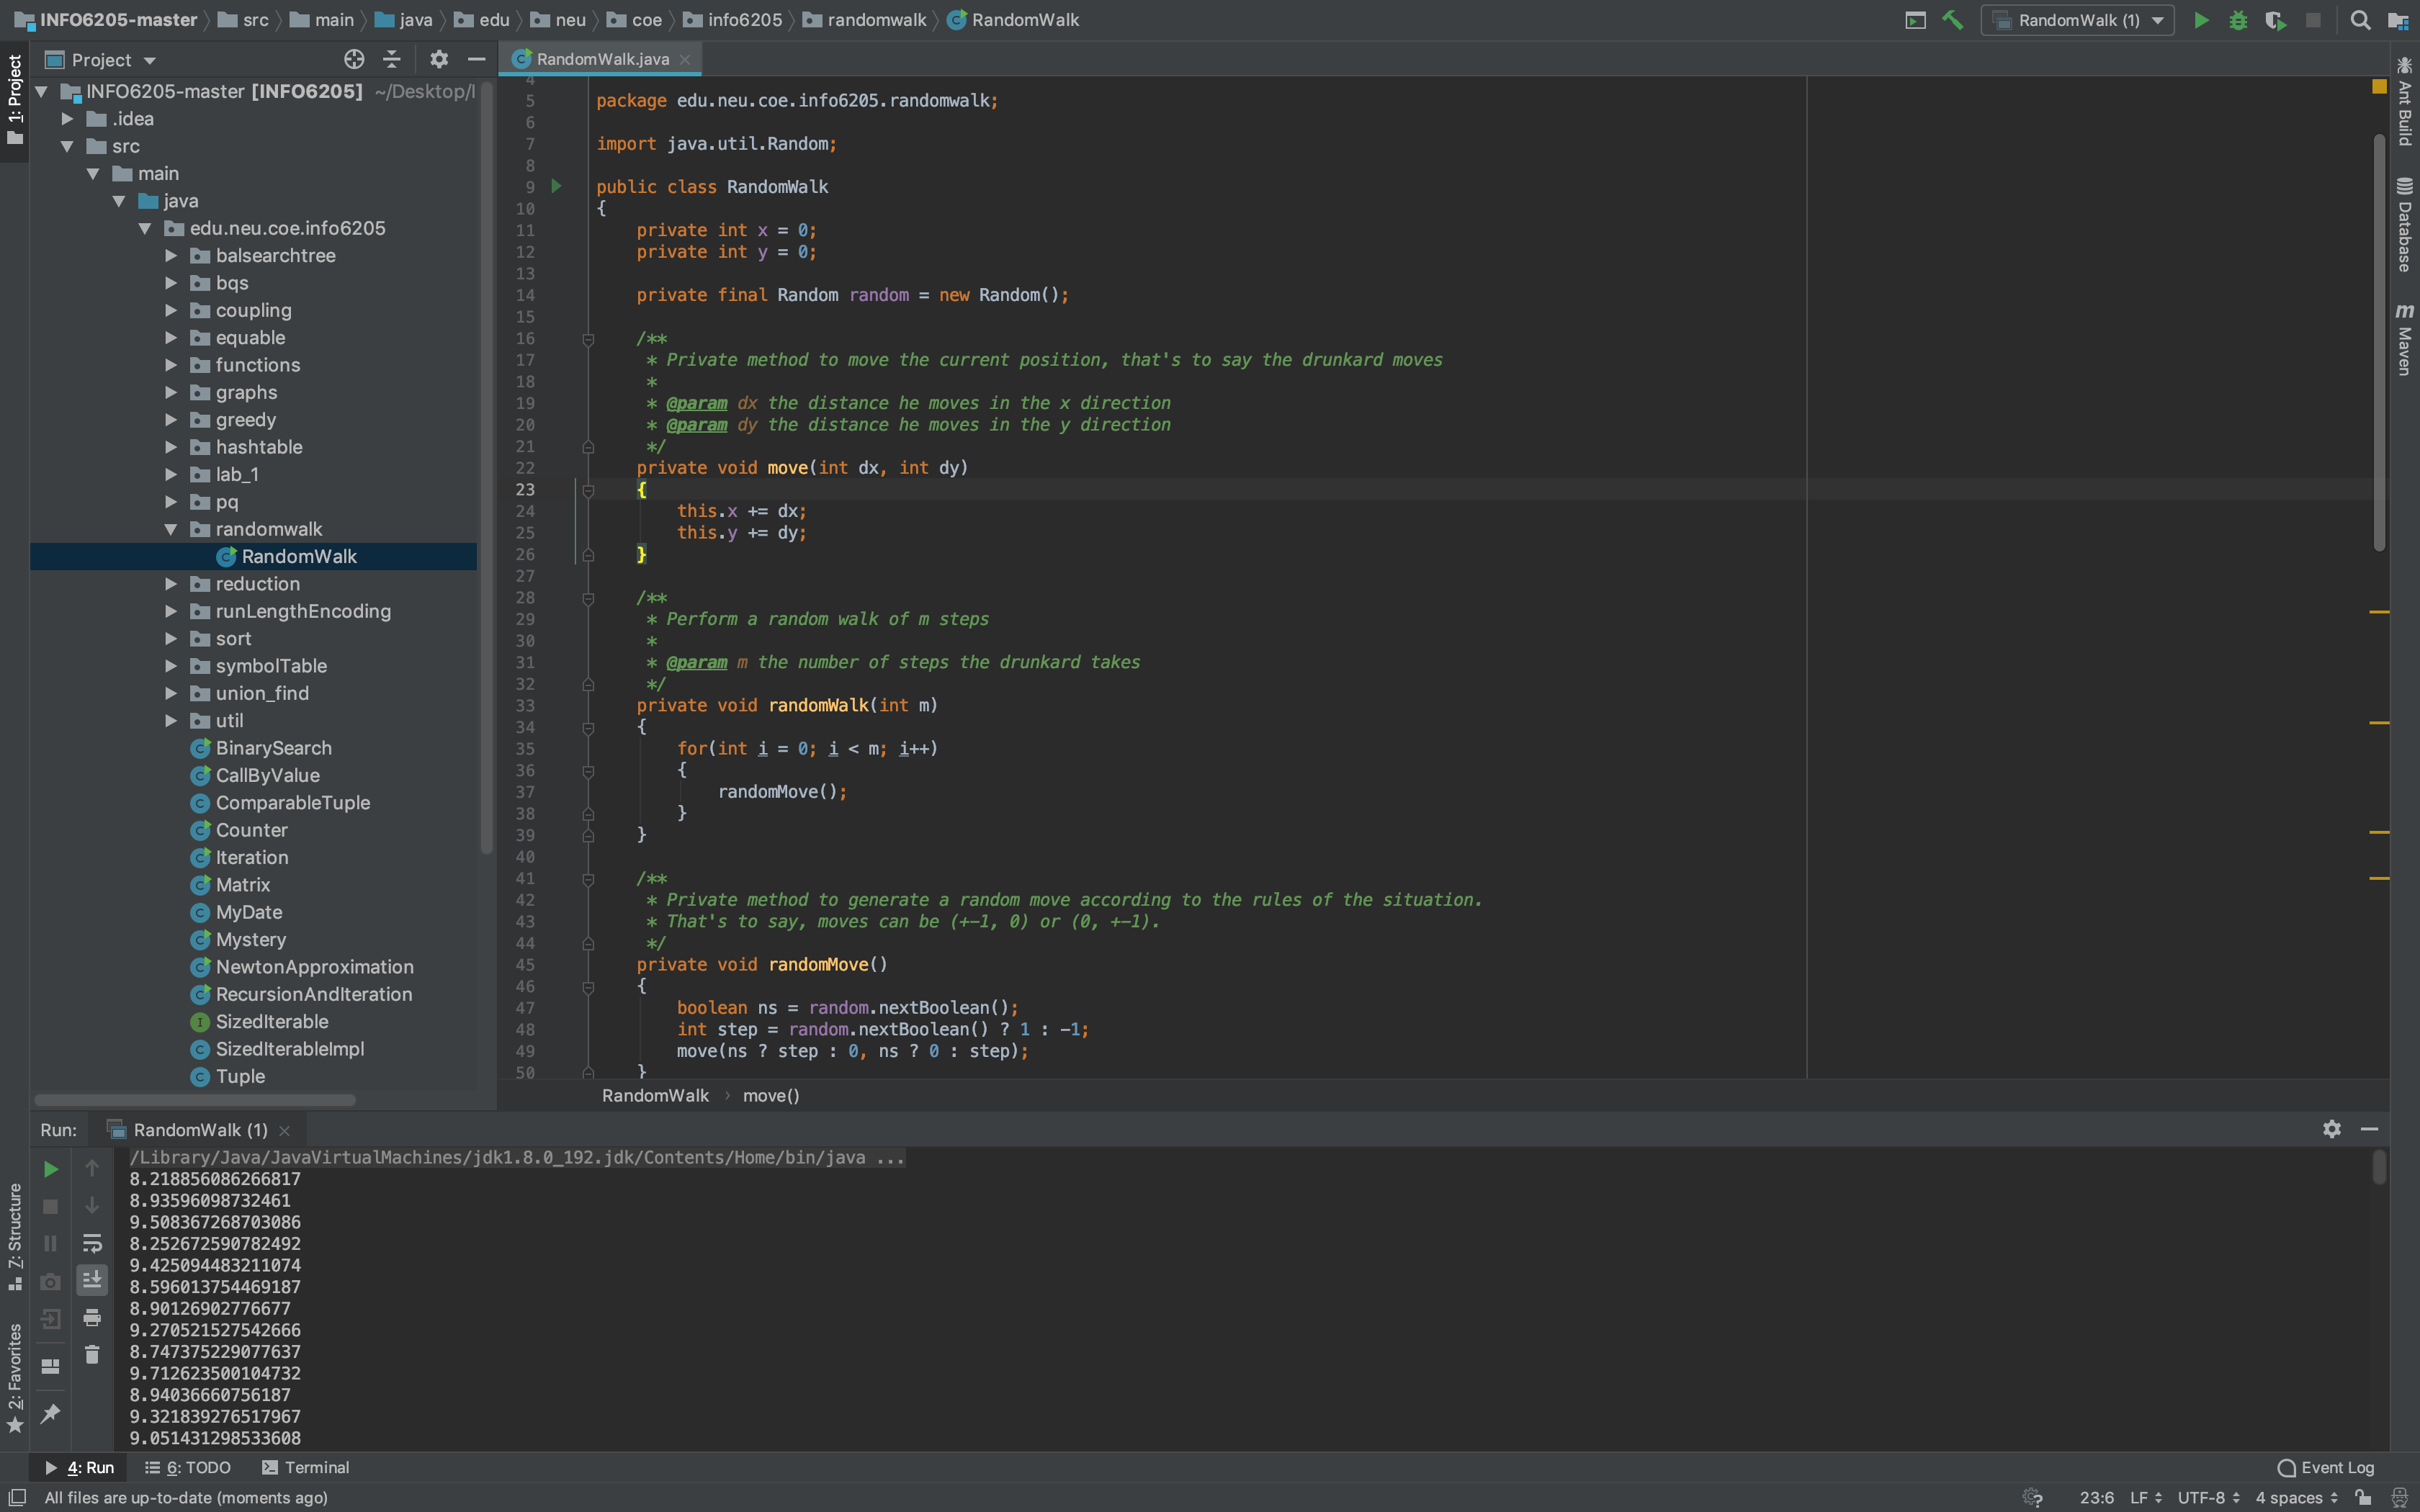 INFO6205-master src main java edu neu coe info6205 randomwalk RandomWalk
RandomWalk (1)
Project
RandomWalk.java
1: Project
INFO6205-master [INFO6205] ~/Desktop/I
.idea
src
main
java
edu.neu.coe.info6205
balsearchtree
bqs
coupling
equable
functions
graphs
greedy
hashtable
lab_1
pq
randomwalk
RandomWalk
reduction
runLengthEncoding
sort
symbolTable
union_find
util
BinarySearch
CallByValue
ComparableTuple
Counter
Iteration
Matrix
MyDate
Mystery
NewtonApproximation
RecursionAndIteration
SizedIterable
SizedIterableImpl
Tuple
4
5 package edu.neu.coe.info6205.randomwalk;
6
7 import java.util.Random;
8
9 public class RandomWalk
10 {
11 private int x = 0;
12 private int y = 0;
13
14 private final Random random = new Random();
15
16 /**
17 * Private method to move the current position, that's to say the drunkard moves
18 *
19 * @param dx the distance he moves in the x direction
20 * @param dy the distance he moves in the y direction
21 */
22 private void move(int dx, int dy)
23 {
24 this.x += dx;
25 this.y += dy;
26 }
27
28 /**
29 * Perform a random walk of m steps
30 *
31 * @param m the number of steps the drunkard takes
32 */
33 private void randomWalk(int m)
34 {
35 for(int i = 0; i < m; i++)
36 {
37 randomMove();
38 }
39 }
40
41 /**
42 * Private method to generate a random move according to the rules of the situation.
43 * That's to say, moves can be (+-1, 0) or (0, +-1).
44 */
45 private void randomMove()
46 {
47 boolean ns = random.nextBoolean();
48 int step = random.nextBoolean() ? 1 : -1;
49 move(ns ? step : 0, ns ? 0 : step);
50 }
RandomWalk › move()
Ant Build
Database
Maven
Run: RandomWalk (1)
/Library/Java/JavaVirtualMachines/jdk1.8.0_192.jdk/Contents/Home/bin/java ...
8.218856086266817
8.93596098732461
9.508367268703086
8.252672590782492
9.425094483211074
8.596013754469187
8.90126902776677
9.270521527542666
8.747375229077637
9.712623500104732
8.94036660756187
9.321839276517967
9.051431298533608
7: Structure
2: Favorites
4: Run 6: TODO Terminal
Event Log
All files are up-to-date (moments ago)
23:6 LF UTF-8 4 spaces